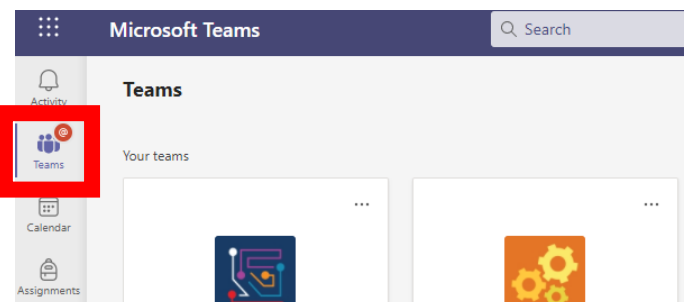 Microsoft Teams
Search
Activity
Teams
@
Teams
Your teams
Calendar
Assignments